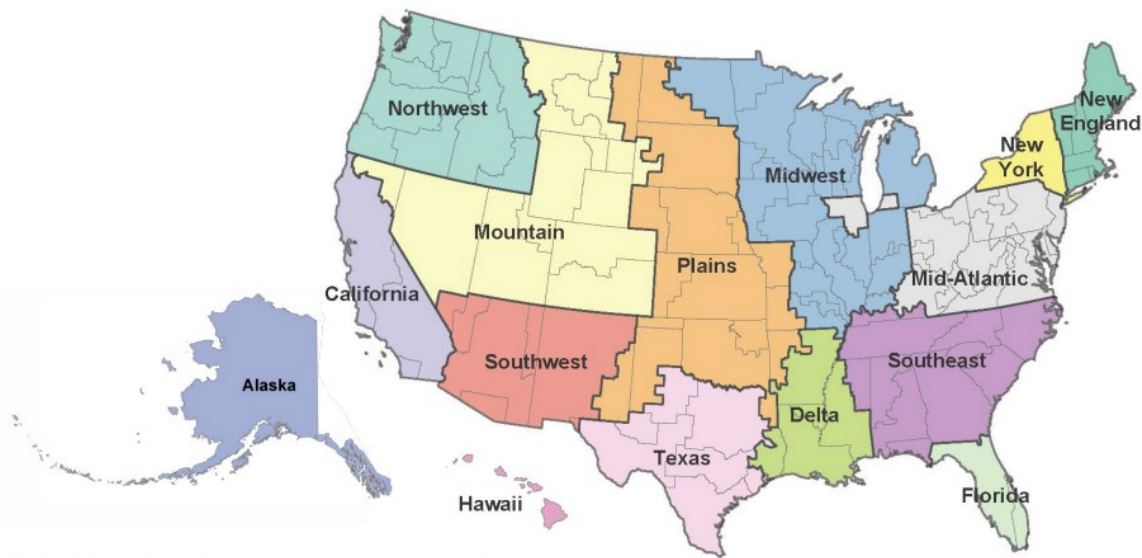 Northwest
New
England
New
York
Midwest
Mountain
Plains
Mid-Atlantic
California
Southwest
Southeast
Alaska
Delta
Texas
Hawaii
Florida